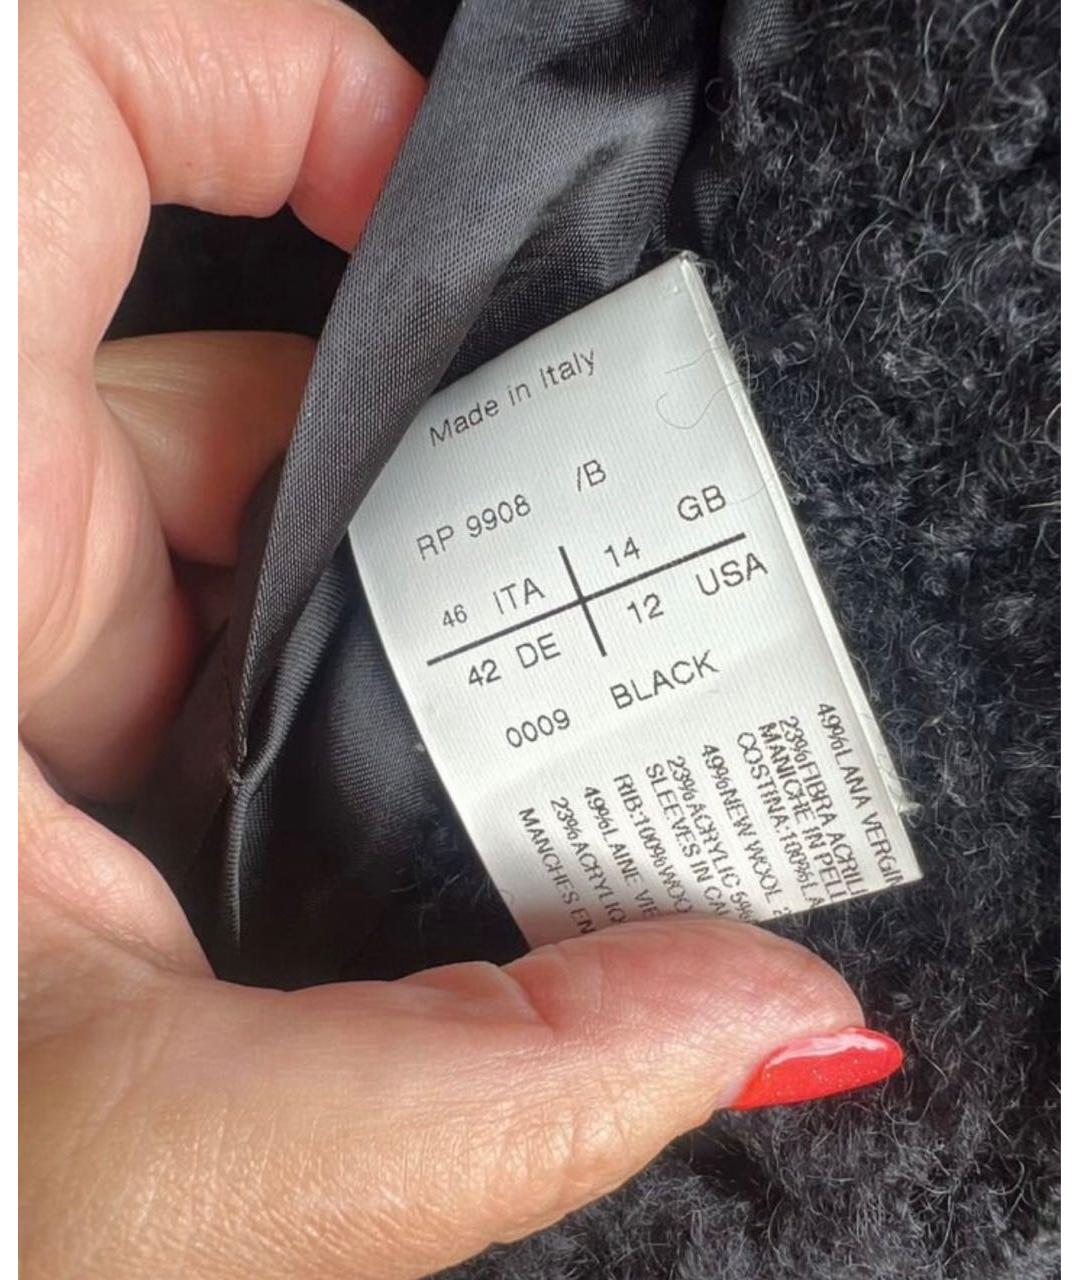 Made in Italy
RP 9908 /B
46 ITA 14 GB
42 DE 12 USA
0009 BLACK
49%LANA VERGIN
23%FIBRA ACRILI
MANICHE IN PELL
COSTINA:100%LA
49%NEW WOOL
23%ACRYLIC 5%
SLEEVES IN CAL
RIB:100%WOO
49%LAINE VIE
23%ACRYLIQ
MANCHES EN